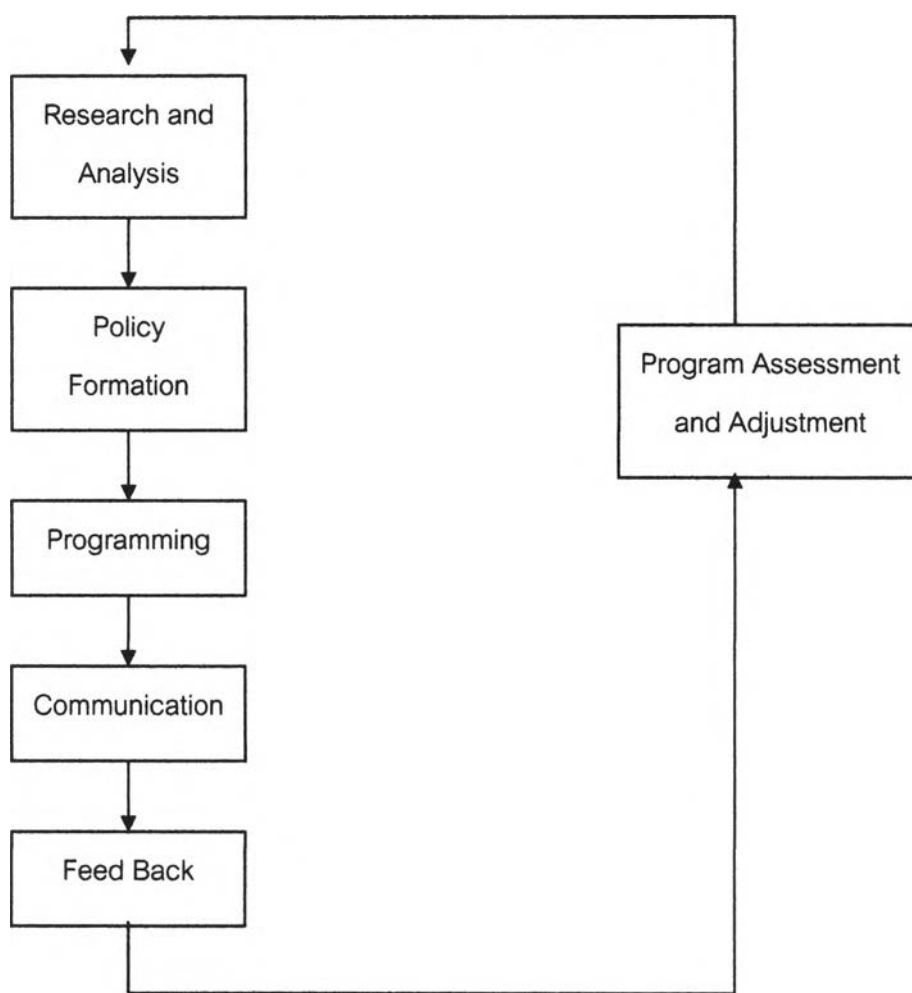 Research and
Analysis
Policy
Formation
Programming
Communication
Feed Back
Program Assessment
and Adjustment